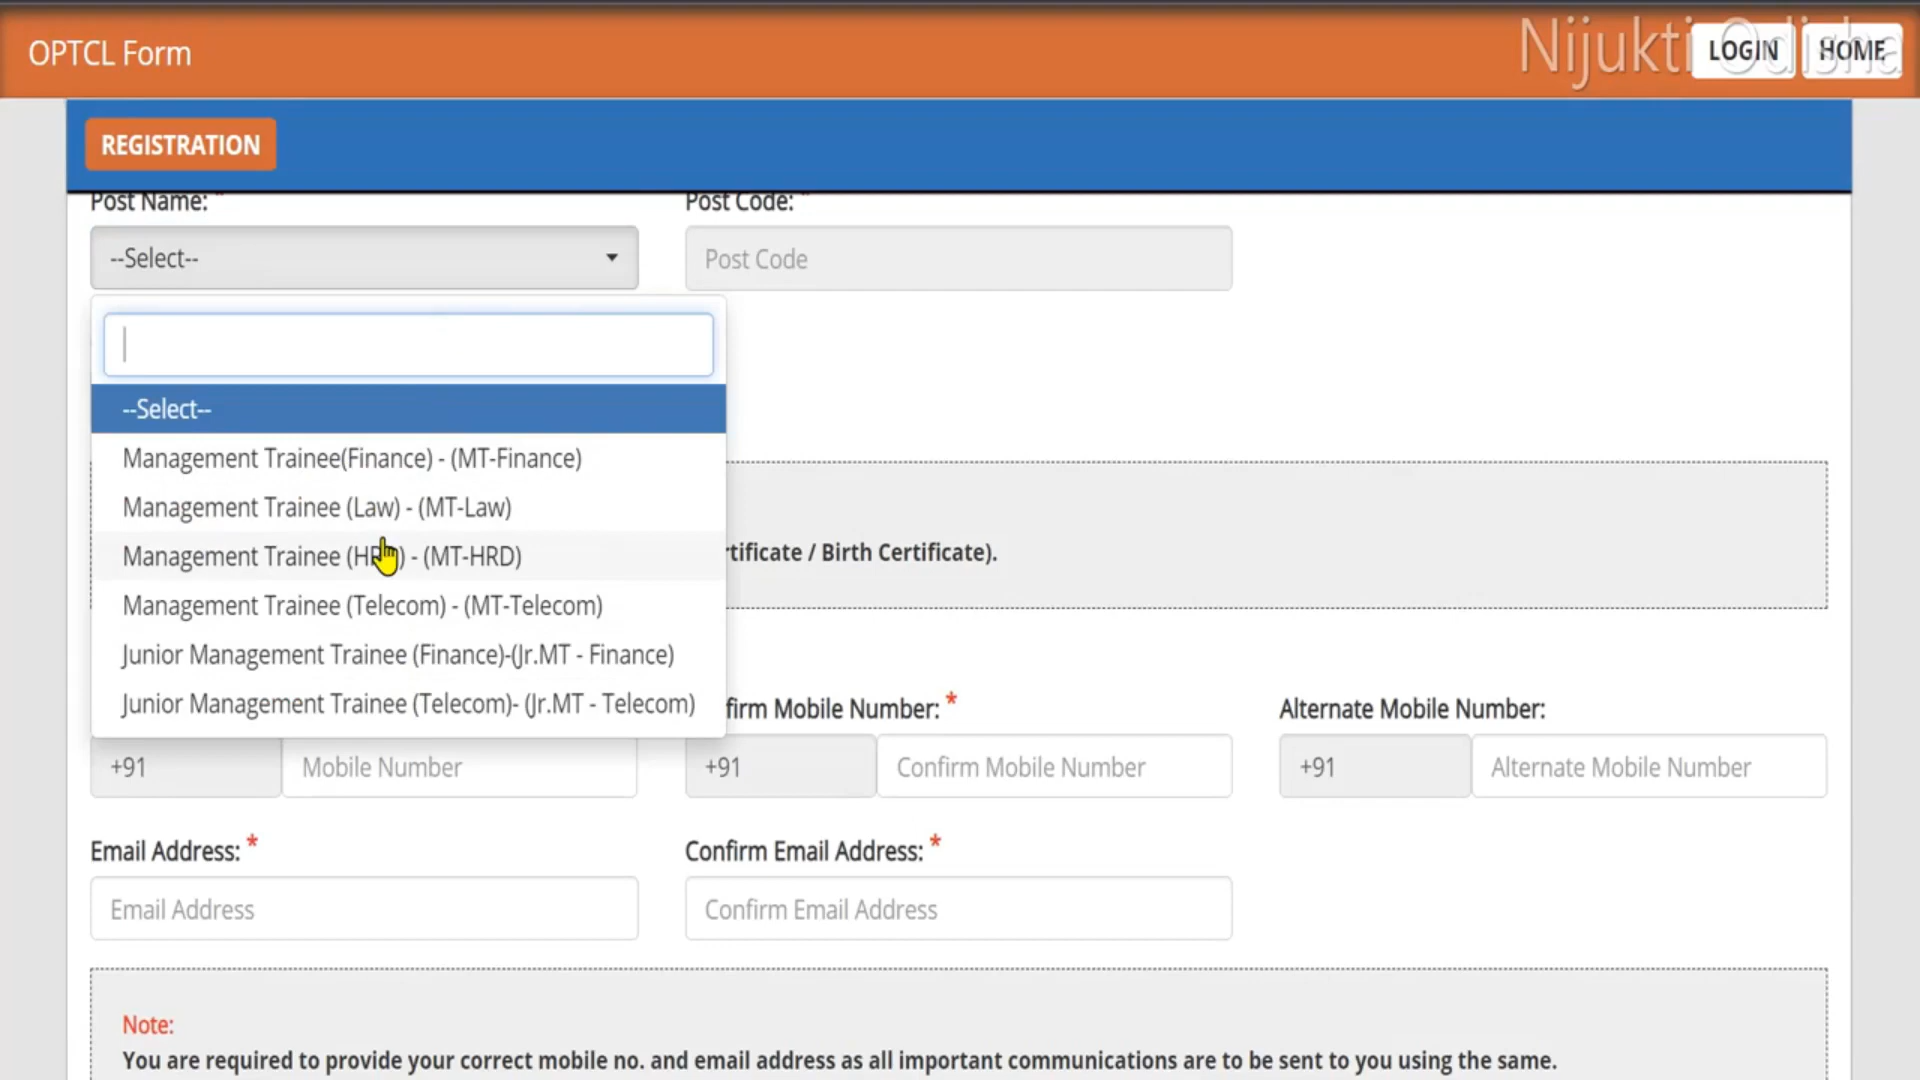 OPTCL Form
Nijukti Odisha
LOGIN
HOME
REGISTRATION
Post Name: *
Post Code: *
--Select--
Post Code
--Select--
Management Trainee(Finance) - (MT-Finance)
Management Trainee (Law) - (MT-Law)
Management Trainee (HRD) - (MT-HRD)
rtificate / Birth Certificate).
Management Trainee (Telecom) - (MT-Telecom)
Junior Management Trainee (Finance)-(Jr.MT - Finance)
Junior Management Trainee (Telecom)- (Jr.MT - Telecom)
firm Mobile Number: *
Alternate Mobile Number:
+91
Mobile Number
+91
Confirm Mobile Number
+91
Alternate Mobile Number
Email Address: *
Confirm Email Address: *
Email Address
Confirm Email Address
Note:
You are required to provide your correct mobile no. and email address as all important communications are to be sent to you using the same.